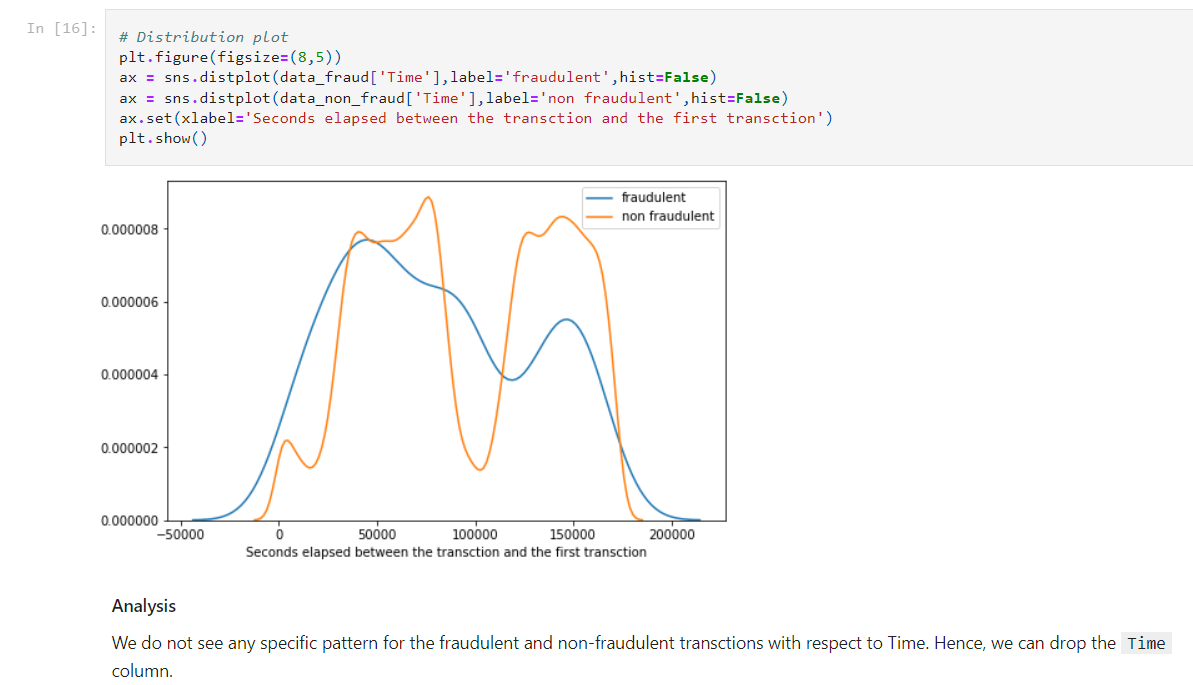 In [16]:
# Distribution plot
plt.figure(figsize=(8,5))
ax = sns.distplot(data_fraud['Time'],label='fraudulent',hist=False)
ax = sns.distplot(data_non_fraud['Time'],label='non fraudulent',hist=False)
ax.set(xlabel='Seconds elapsed between the transction and the first transction')
plt.show()
fraudulent
non fraudulent
0.000008
0.000006
0.000004
0.000002
0.000000
−50000 0 50000 100000 150000 200000
Seconds elapsed between the transction and the first transction
Analysis
We do not see any specific pattern for the fraudulent and non-fraudulent transctions with respect to Time. Hence, we can drop the Time
column.